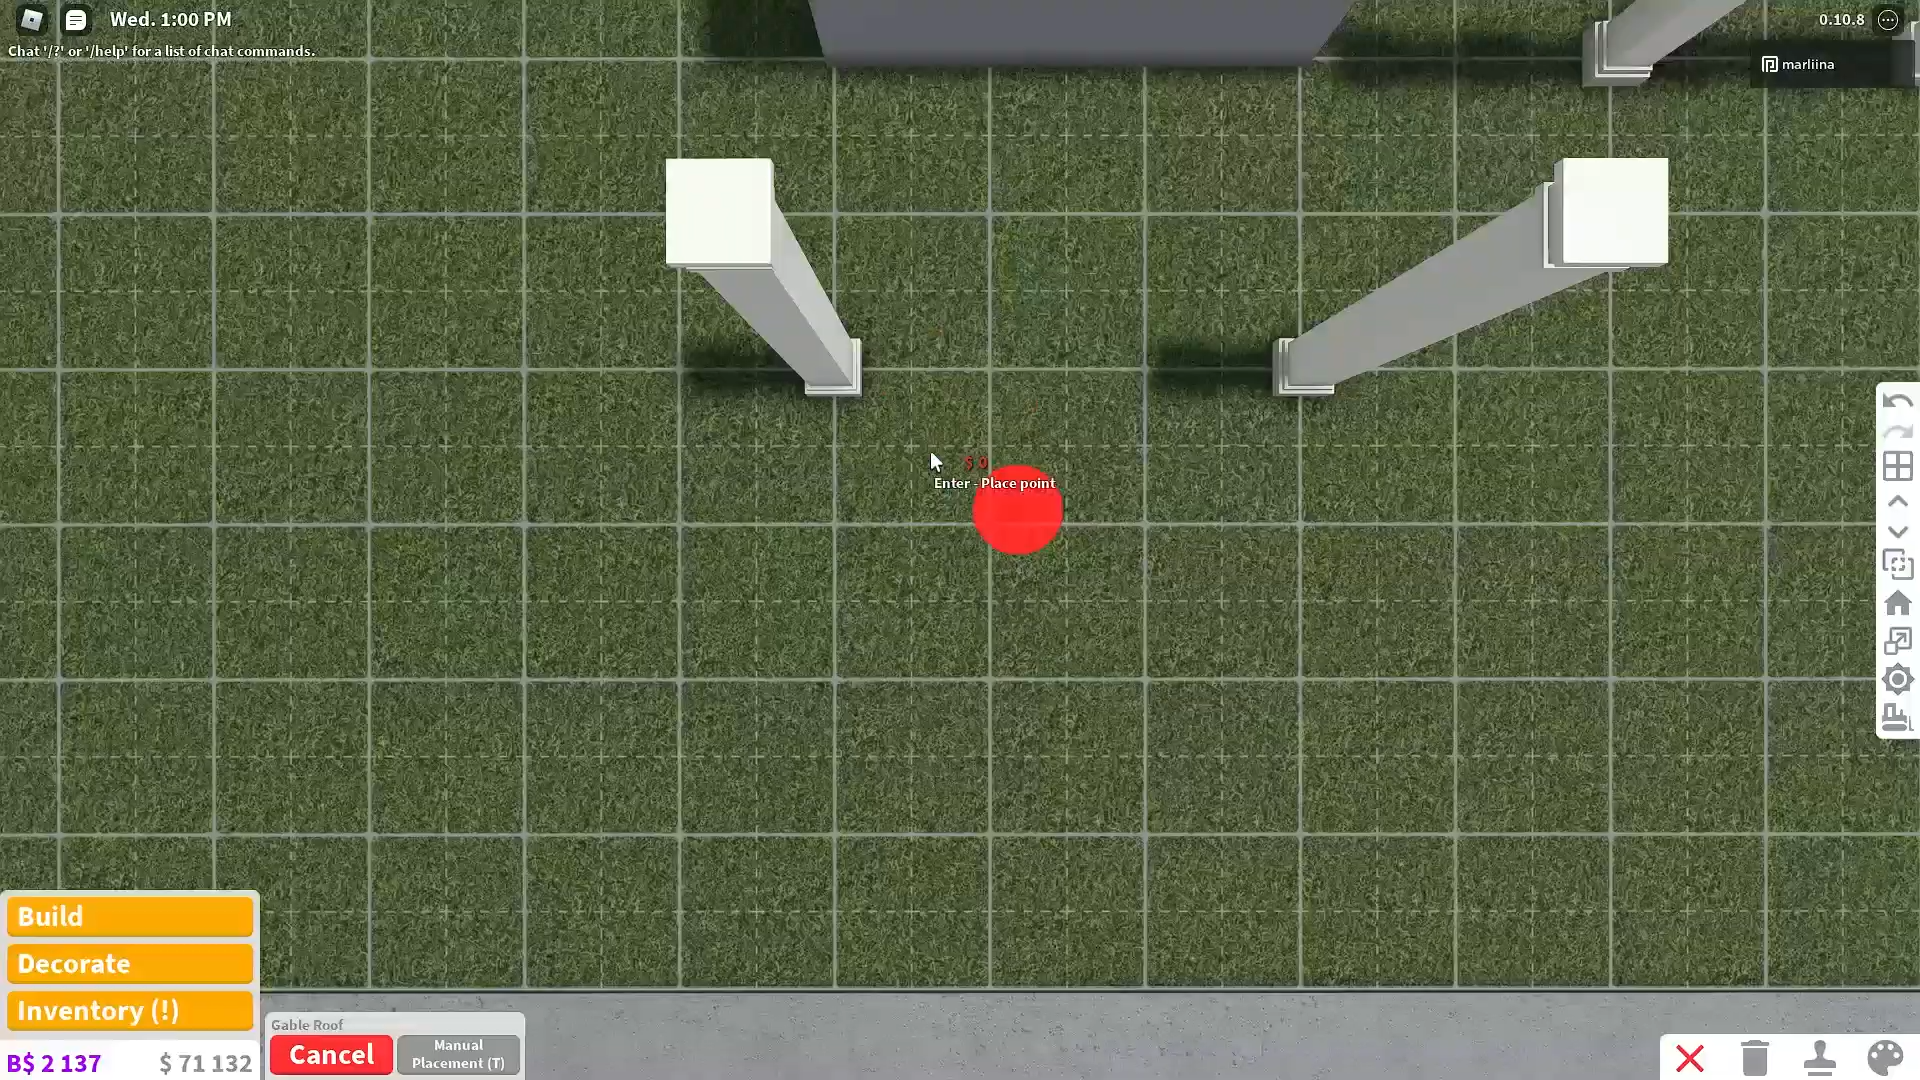 Wed. 1:00 PM
0.10.8
Chat '/?' or '/help' for a list of chat commands.
marliina
$ 0
Enter - Place point
Build
Decorate
Inventory (!)
B$ 2 137
$ 71 132
Gable Roof
Cancel
Manual
Placement (T)